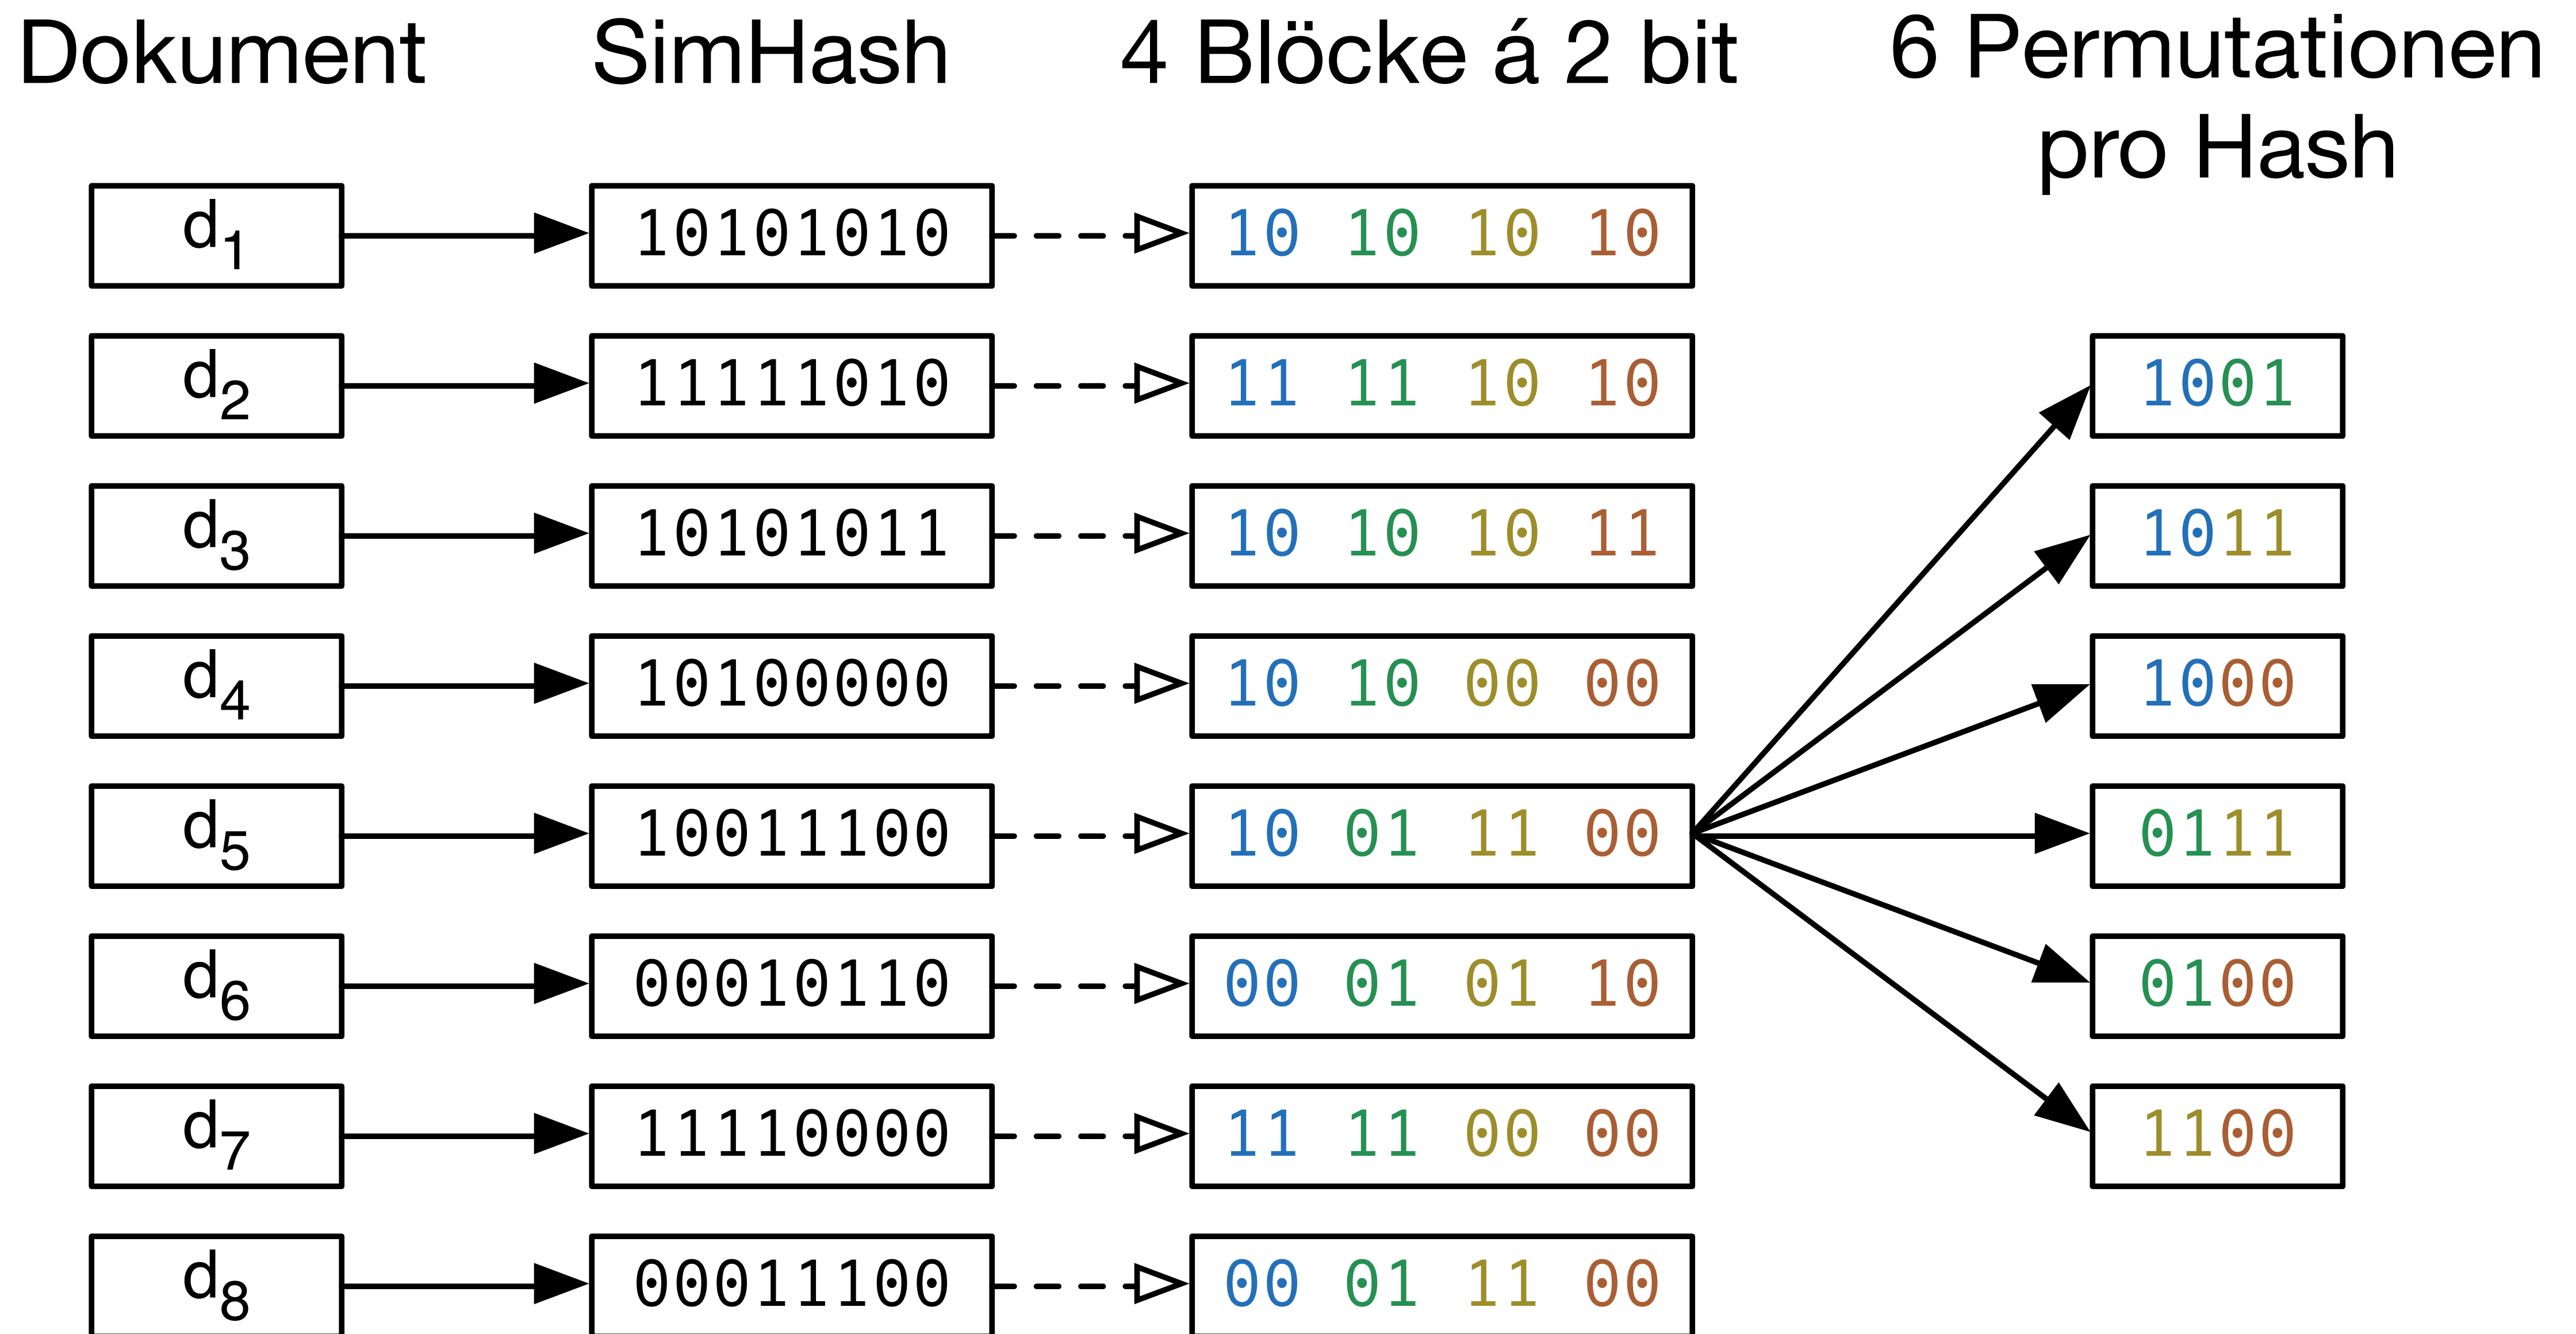 Dokument SimHash 4 Blöcke á 2 bit 6 Permutationen
pro Hash
d1 10101010 10 10 10 10
d2 11111010 11 11 10 10 1001
d3 10101011 10 10 10 11 1011
d4 10100000 10 10 00 00 1000
d5 10011100 10 01 11 00 0111
d6 00010110 00 01 01 10 0100
d7 11110000 11 11 00 00 1100
d8 00011100 00 01 11 00